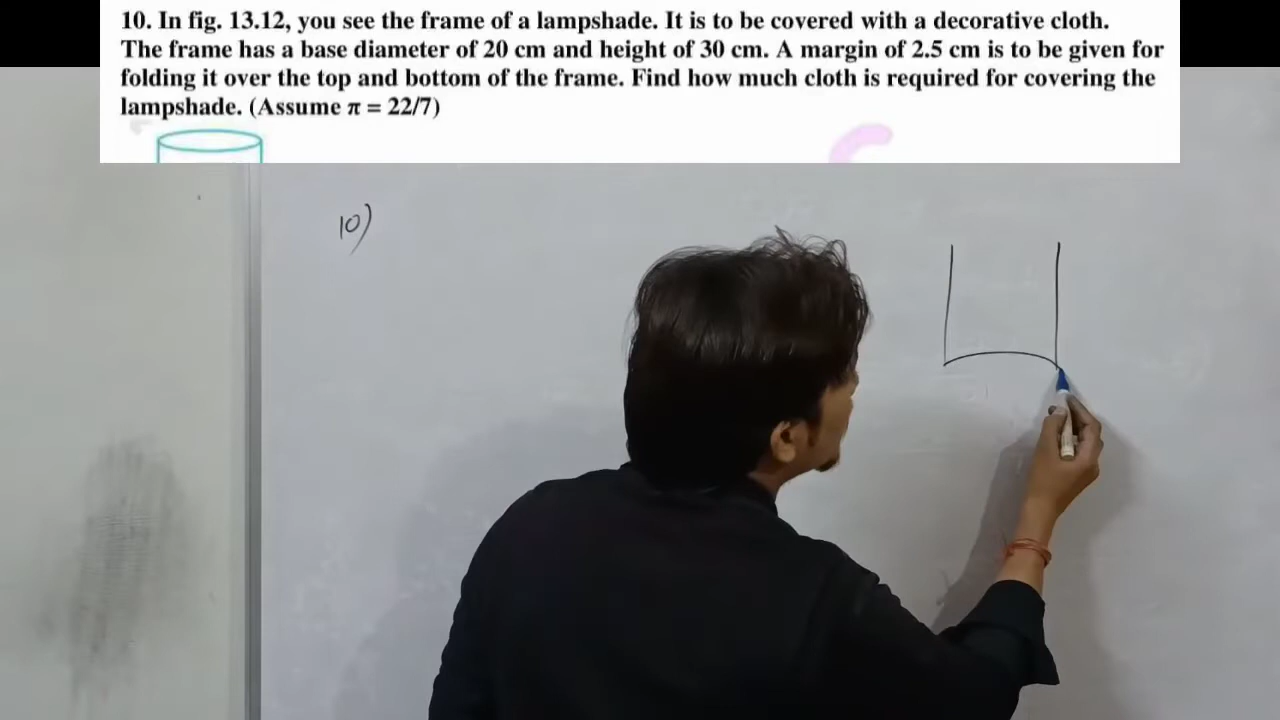 10. In fig. 13.12, you see the frame of a lampshade. It is to be covered with a decorative cloth.
The frame has a base diameter of 20 cm and height of 30 cm. A margin of 2.5 cm is to be given for
folding it over the top and bottom of the frame. Find how much cloth is required for covering the
lampshade. (Assume π = 22/7)
10)